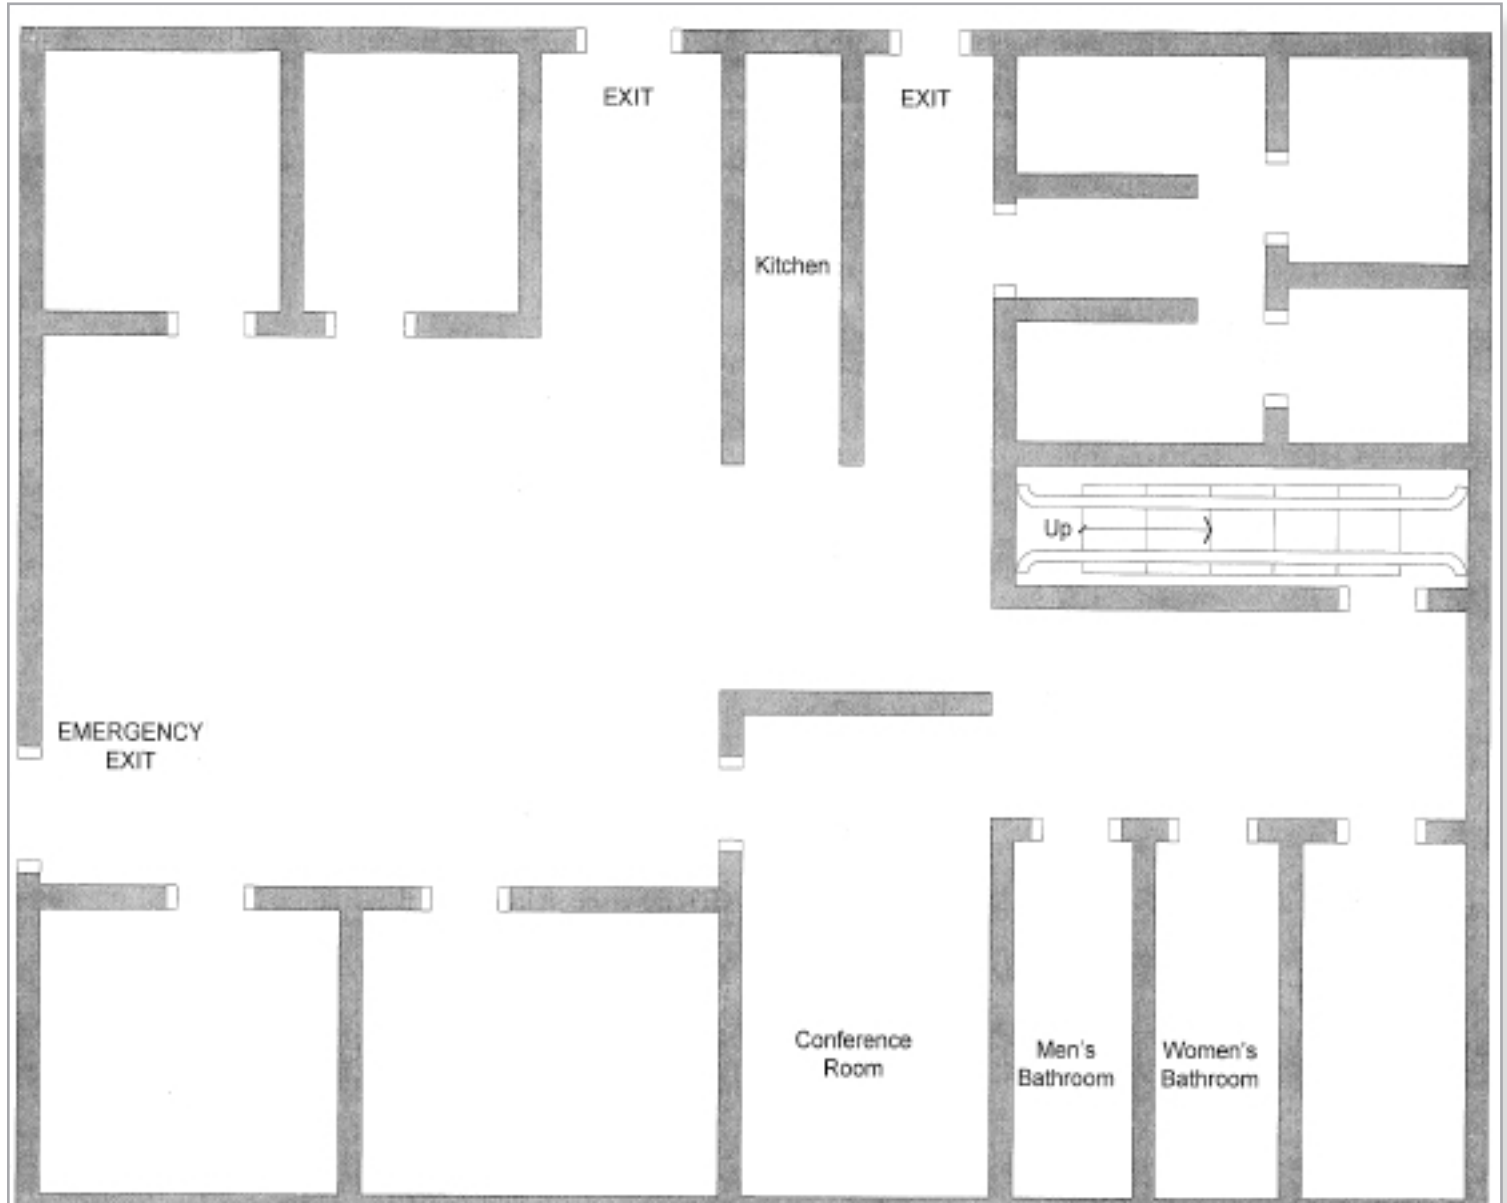 EXIT
EXIT
Kitchen
Up
EMERGENCY
EXIT
Conference
Room
Men's
Bathroom
Women's
Bathroom